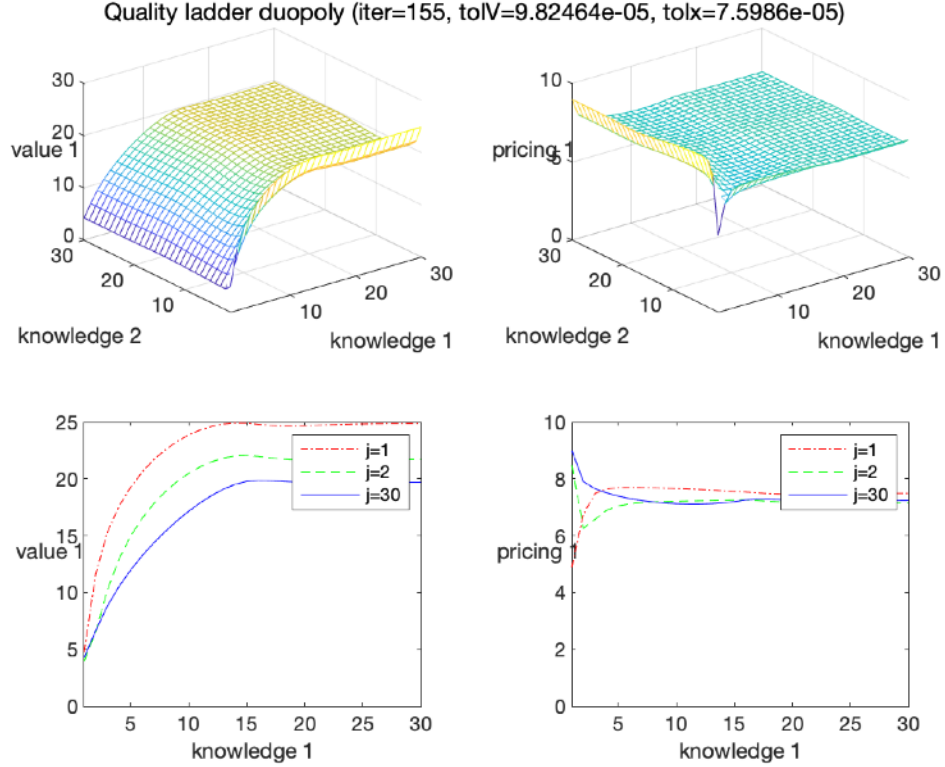 Quality ladder duopoly (iter=155, tolV=9.82464e-05, tolx=7.5986e-05)
30
20
value 1
10
0
30
20
10
knowledge 2
10
20
30
knowledge 1
10
pricing 1
5
0
30
20
10
knowledge 2
10
20
30
knowledge 1
25
20
15
value 1
10
5
0
5
10
15
20
25
30
knowledge 1
j=1
j=2
j=30
10
8
6
pricing 1
4
2
0
5
10
15
20
25
30
knowledge 1
j=1
j=2
j=30